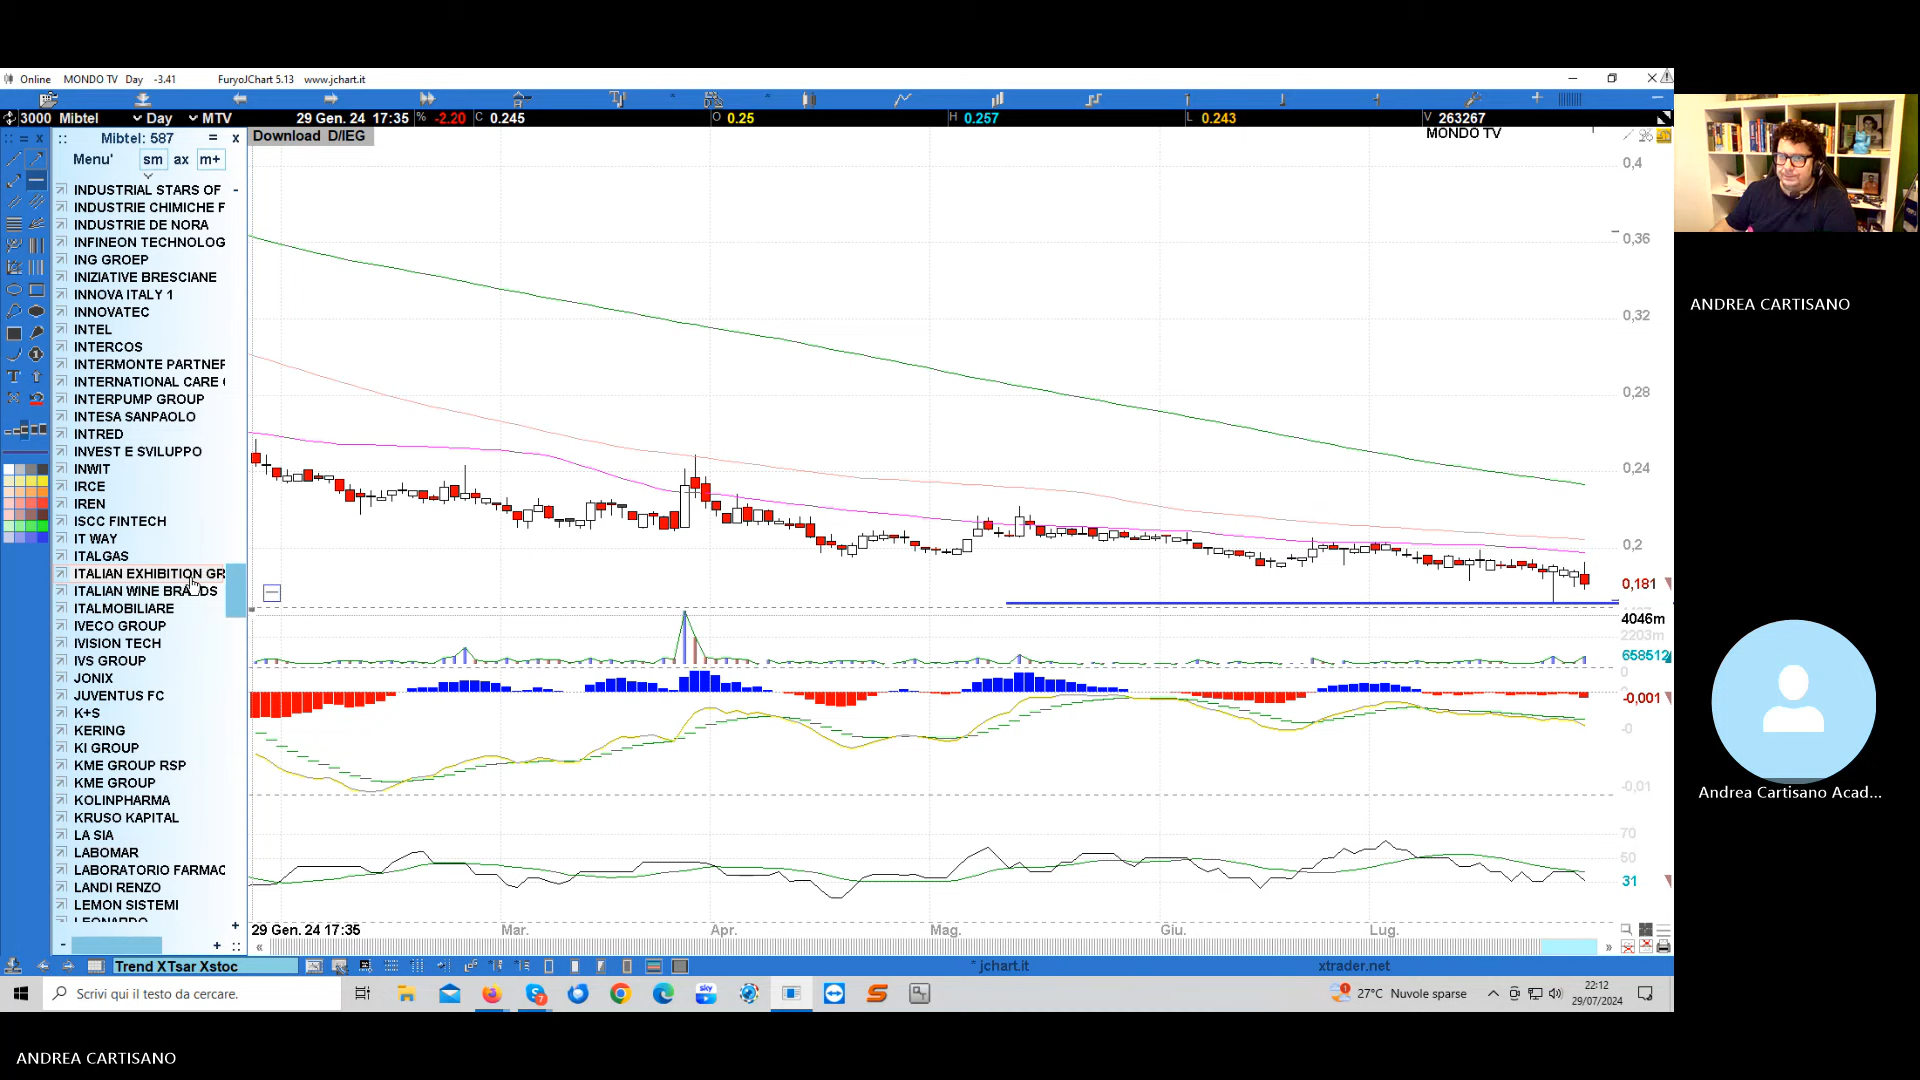 Online MONDO TV Day -3.41 FuryoJChart 5.13 www.jchart.it
3000 Mibtel Day MTV 29 Gen. 24 17:35 % -2.20 C 0.245 O 0.25 H 0.257 L 0.243 V 263267
Mibtel: 587 = x
Download D/IEG
MONDO TV
Menu' sm ax m+
INDUSTRIAL STARS OF
INDUSTRIE CHIMICHE F
INDUSTRIE DE NORA
INFINEON TECHNOLOG
ING GROEP
INIZIATIVE BRESCIANE
INNOVA ITALY 1
INNOVATEC
INTEL
INTERCOS
INTERMONTE PARTNER
INTERNATIONAL CARE
INTERPUMP GROUP
INTESA SANPAOLO
INTRED
INVEST E SVILUPPO
INWIT
IRCE
IREN
ISCC FINTECH
IT WAY
ITALGAS
ITALIAN EXHIBITION GR
ITALIAN WINE BRANDS
ITALMOBILIARE
IVECO GROUP
IVISION TECH
IVS GROUP
JONIX
JUVENTUS FC
K+S
KERING
KI GROUP
KME GROUP RSP
KME GROUP
KOLINPHARMA
KRUSO KAPITAL
LA SIA
LABOMAR
LABORATORIO FARMAC
LANDI RENZO
LEMON SISTEMI
LEONARDO
0,4
0,36
0,32
0,28
0,24
0,2
0,181
4046m
2203m
658512
0
-0,001
-0
-0,01
70
50
31
29 Gen. 24 17:35 Mar. Apr. Mag. Giu. Lug.
Trend XTsar Xstoc
* jchart.it
xtrader.net
Scrivi qui il testo da cercare.
sky
27°C Nuvole sparse
22:12
29/07/2024
ANDREA CARTISANO
Andrea Cartisano Acad...
ANDREA CARTISANO